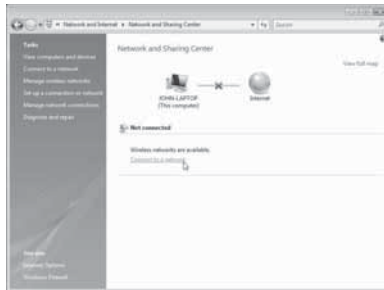 Network and Internet ▸ Network and Sharing Center
Search
Tasks
View computers and devices
Connect to a network
Manage wireless networks
Set up a connection or network
Manage network connections
Diagnose and repair
See also
Internet Options
Windows Firewall
Network and Sharing Center
View full map
JOHN-LAPTOP
(This computer)
Internet
Not connected
Wireless networks are available.
Connect to a network